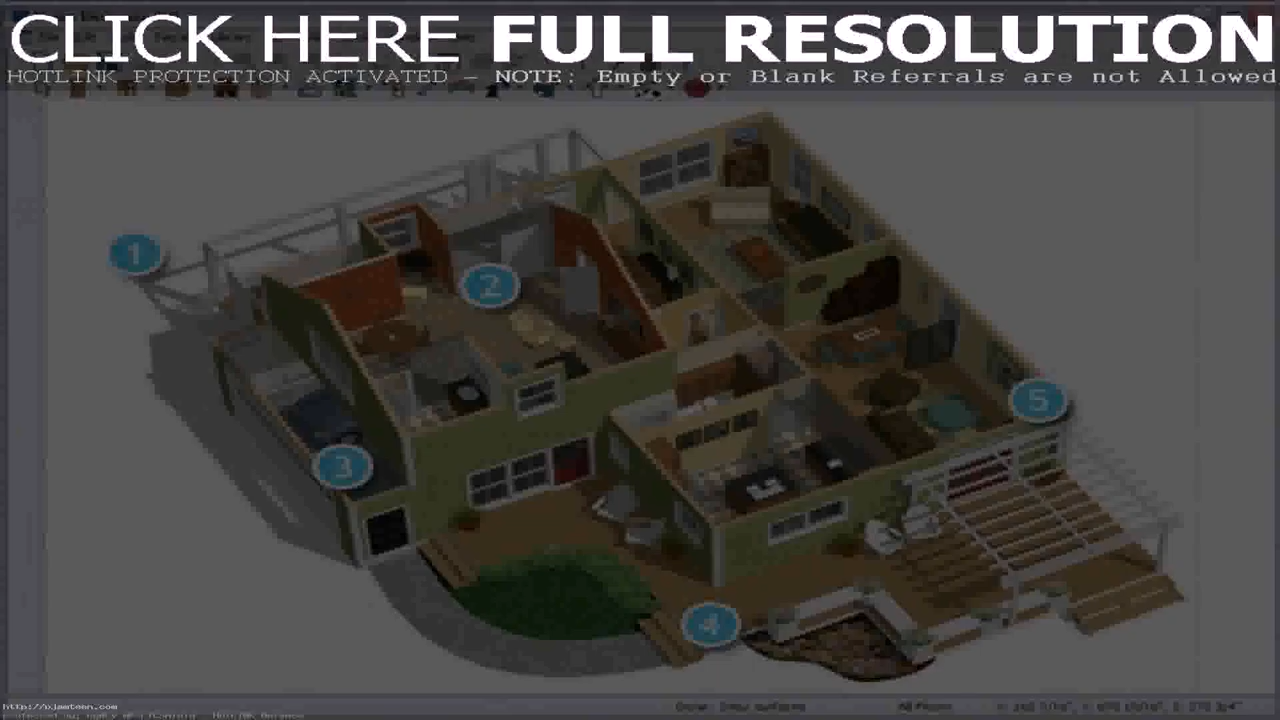 CLICK HERE FULL RESOLUTION
HOTLINK PROTECTION ACTIVATED – NOTE: Empty or Blank Referrals are not Allowed
1
2
3
5
4